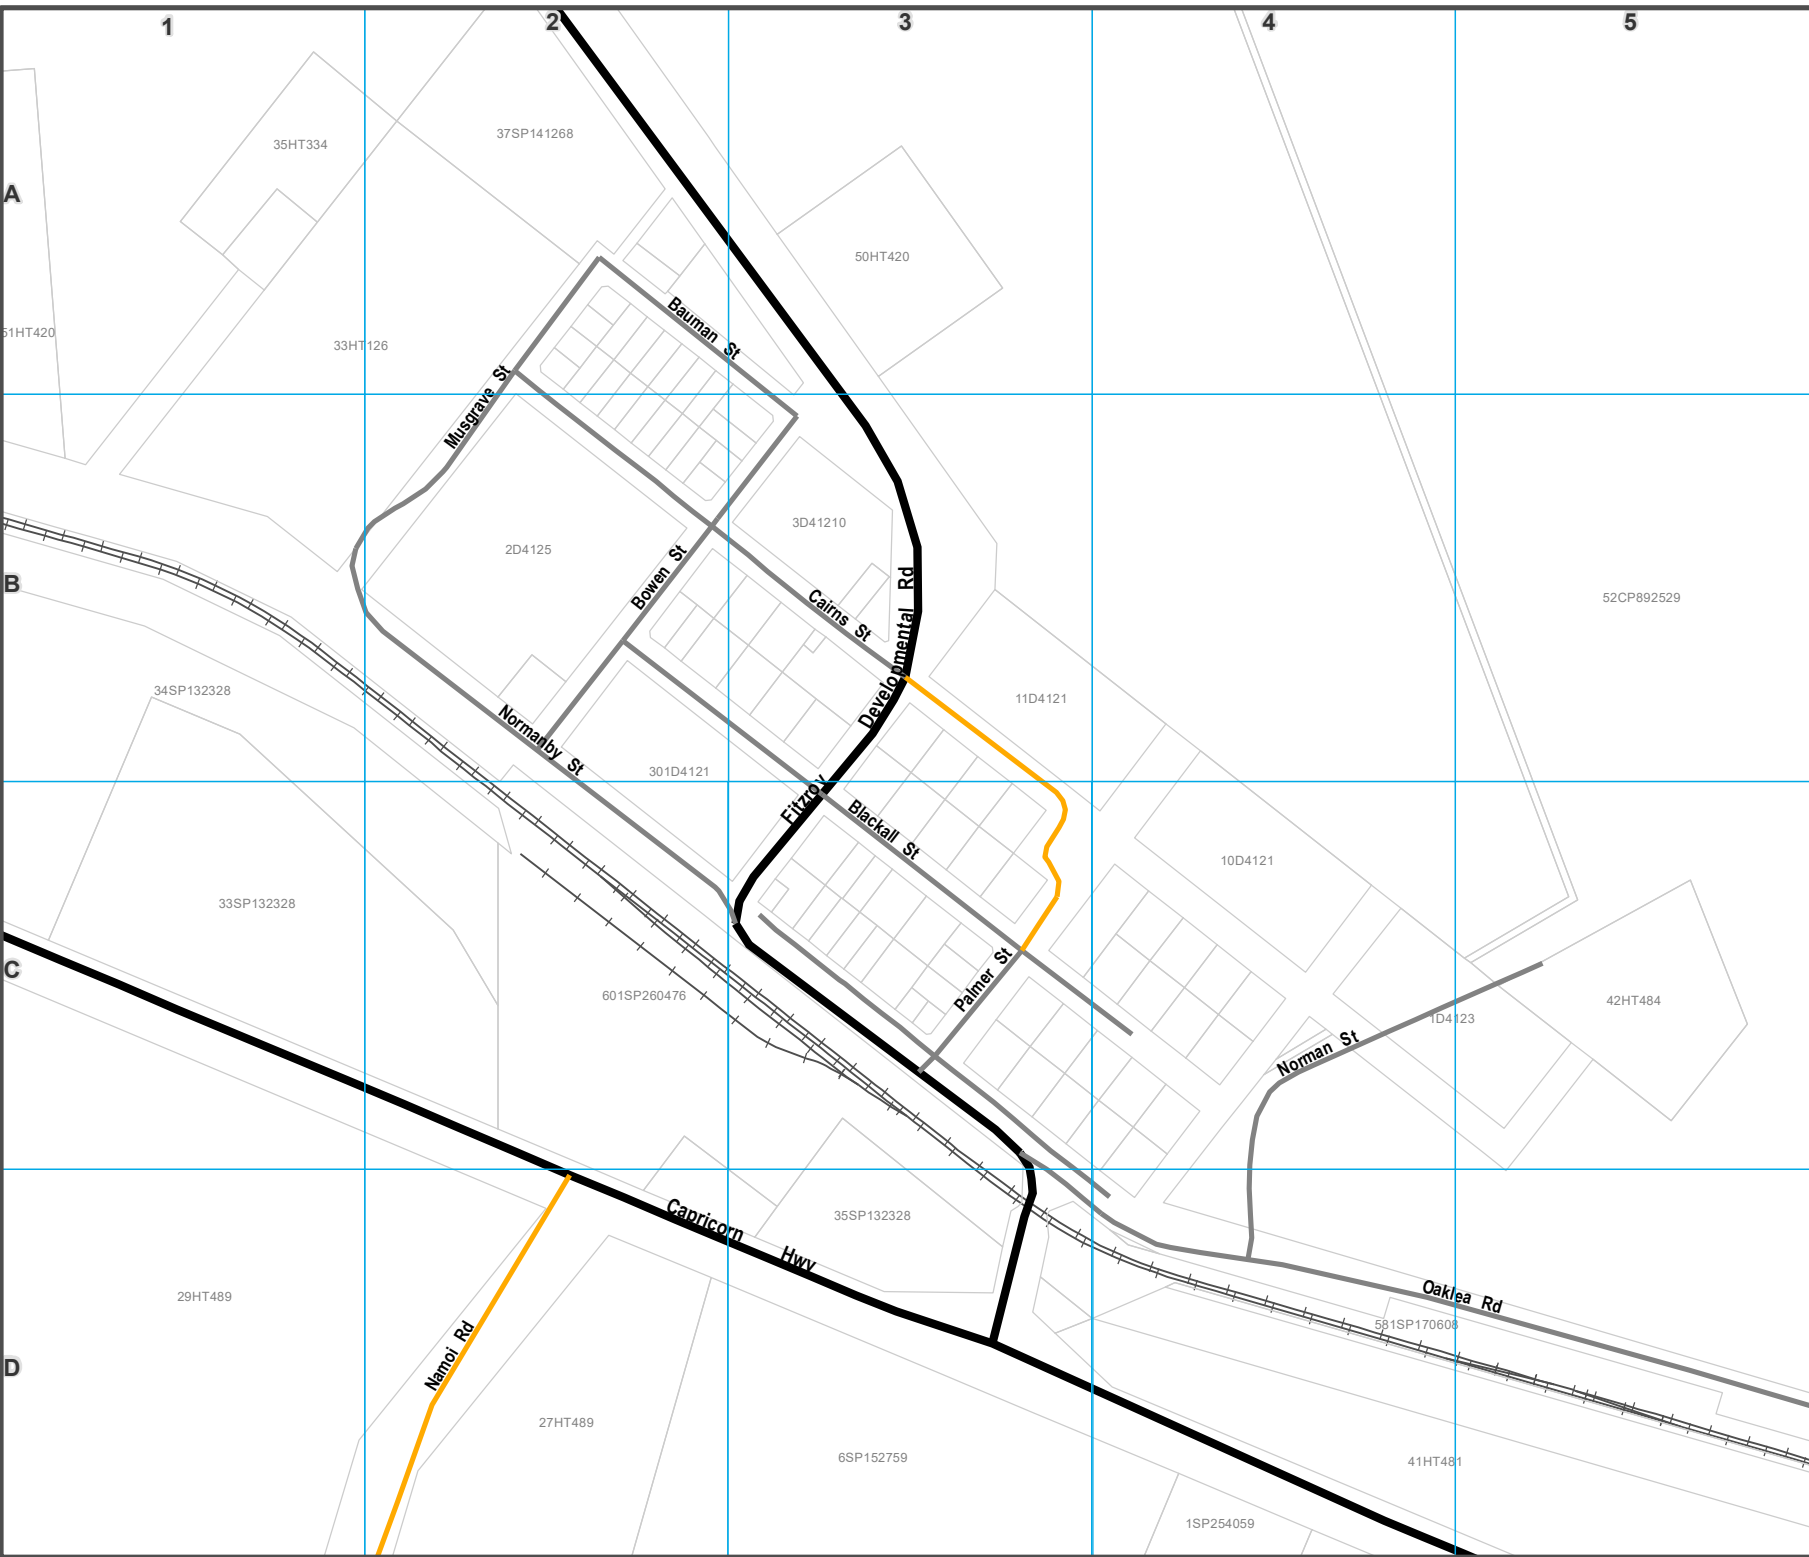 1
2
3
4
5
A
35HT334
37SP141268
50HT420
51HT420
33HT126
Bauman St
Musgrave St
B
2D4125
3D41210
Bowen St
Cairns St
52CP892529
34SP132328
11D4121
Normanby St
301D4121
Fitzroy Developmental Rd
Blackall St
10D4121
33SP132328
C
601SP260476
Palmer St
42HT484
1D4123
Norman St
35SP132328
Capricorn Hwy
29HT489
Oaklea Rd
581SP170608
Namoi Rd
D
27HT489
6SP152759
41HT481
1SP254059